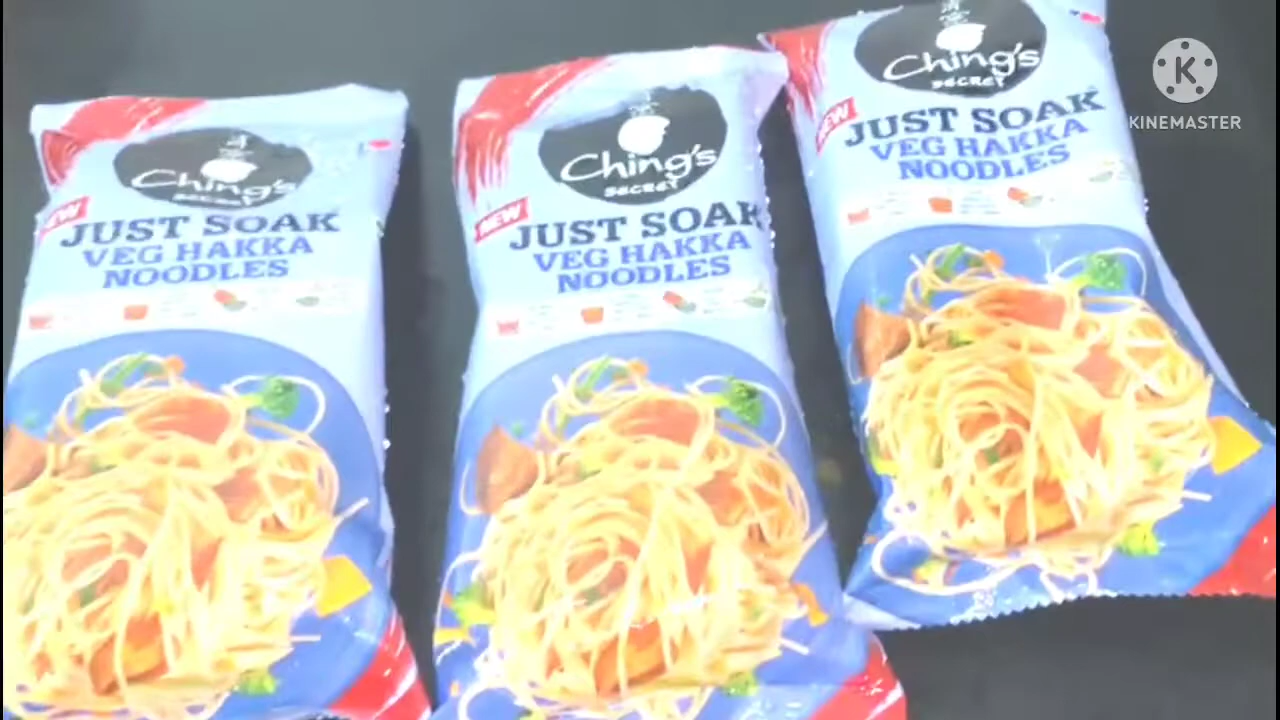 Ching's
SECRET
NEW
JUST SOAK
VEG HAKKA
NOODLES
Ching's
SECRET
NEW
JUST SOAK
VEG HAKKA
NOODLES
Ching's
SECRET
NEW
JUST SOAK
VEG HAKKA
NOODLES
K
KINEMASTER